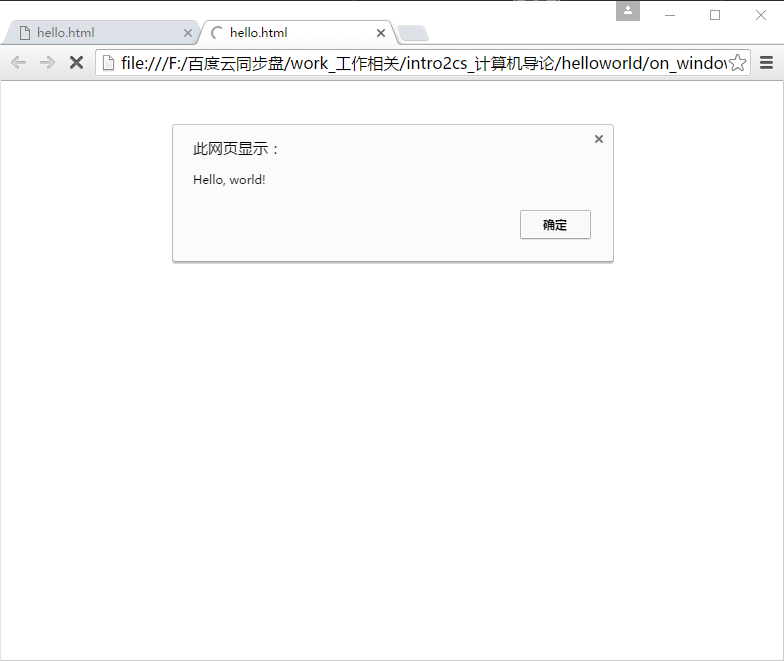 hello.html
hello.html
file:///F:/百度云同步盘/work_工作相关/intro2cs_计算机导论/helloworld/on_windov
此网页显示：
Hello, world!
确定